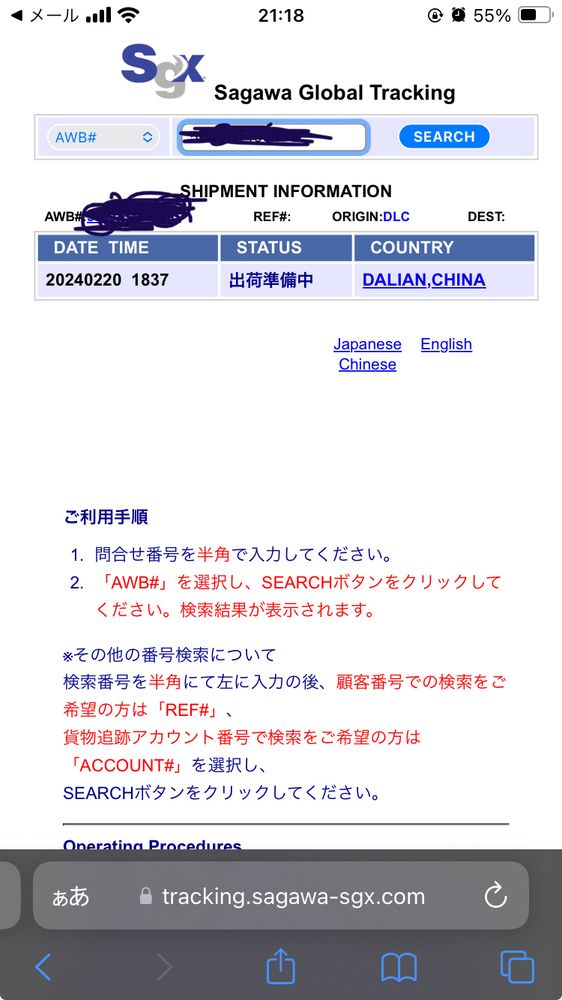 メール 21:18 55%
Sgx
Sagawa Global Tracking
AWB# SEARCH
SHIPMENT INFORMATION
AWB# REF#: ORIGIN:DLC DEST:
DATE TIME STATUS COUNTRY
20240220 1837 出荷準備中 DALIAN,CHINA
Japanese English
Chinese
ご利用手順
1. 問合せ番号を半角で入力してください。
2. 「AWB#」を選択し、SEARCHボタンをクリックして
ください。検索結果が表示されます。
※その他の番号検索について
検索番号を半角にて左に入力の後、顧客番号での検索をご
希望の方は「REF#」、
貨物追跡アカウント番号で検索をご希望の方は
「ACCOUNT#」を選択し、
SEARCHボタンをクリックしてください。
Operating Procedures
ぁあ tracking.sagawa-sgx.com